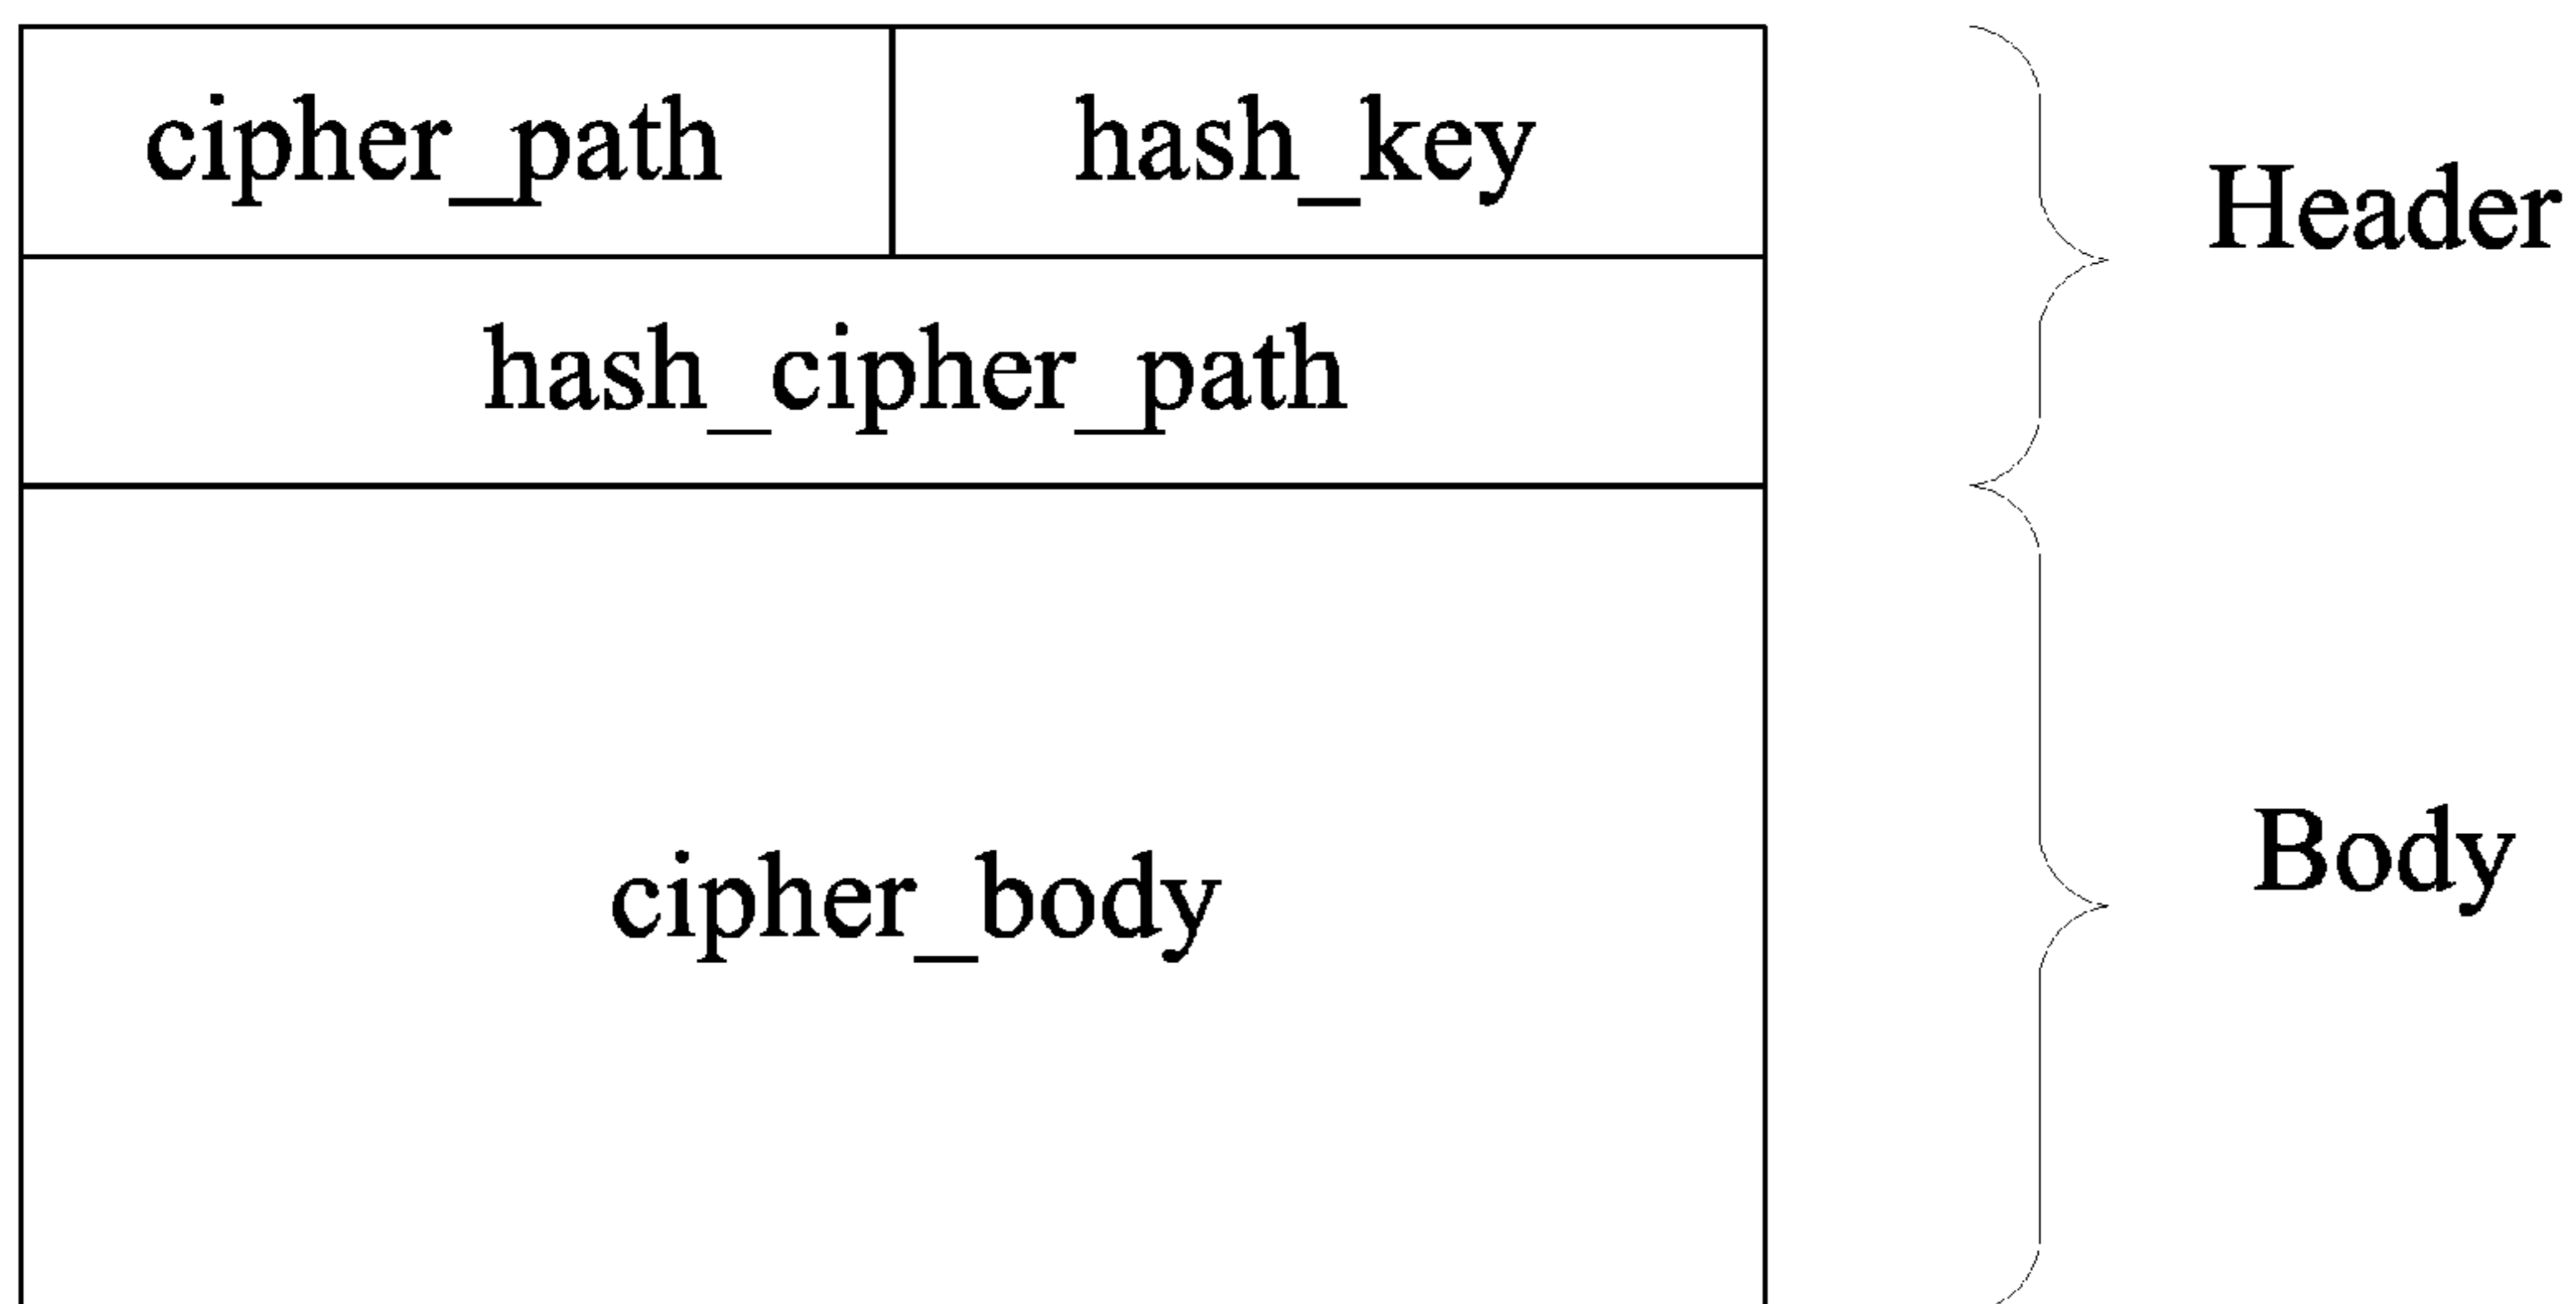 cipher_path
hash_key
Header
hash_cipher_path
cipher_body
Body